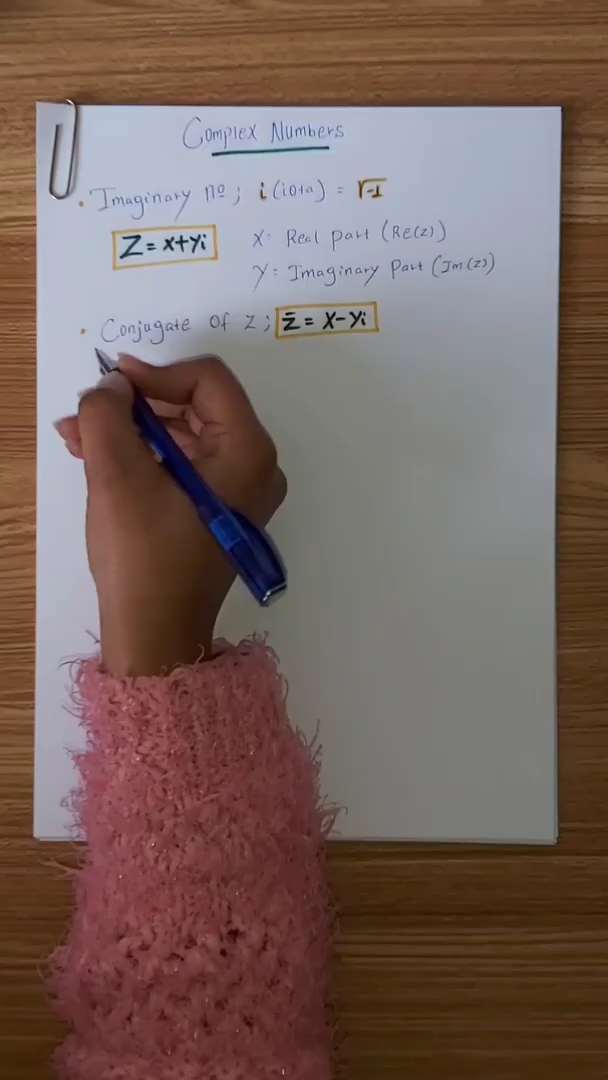 Complex Numbers
• Imaginary nº ; i (iota) = √-1
Z = x+yi
X: Real part (Re(z))
Y: Imaginary Part (Im(z))
• Conjugate of z ; z̄ = x-yi